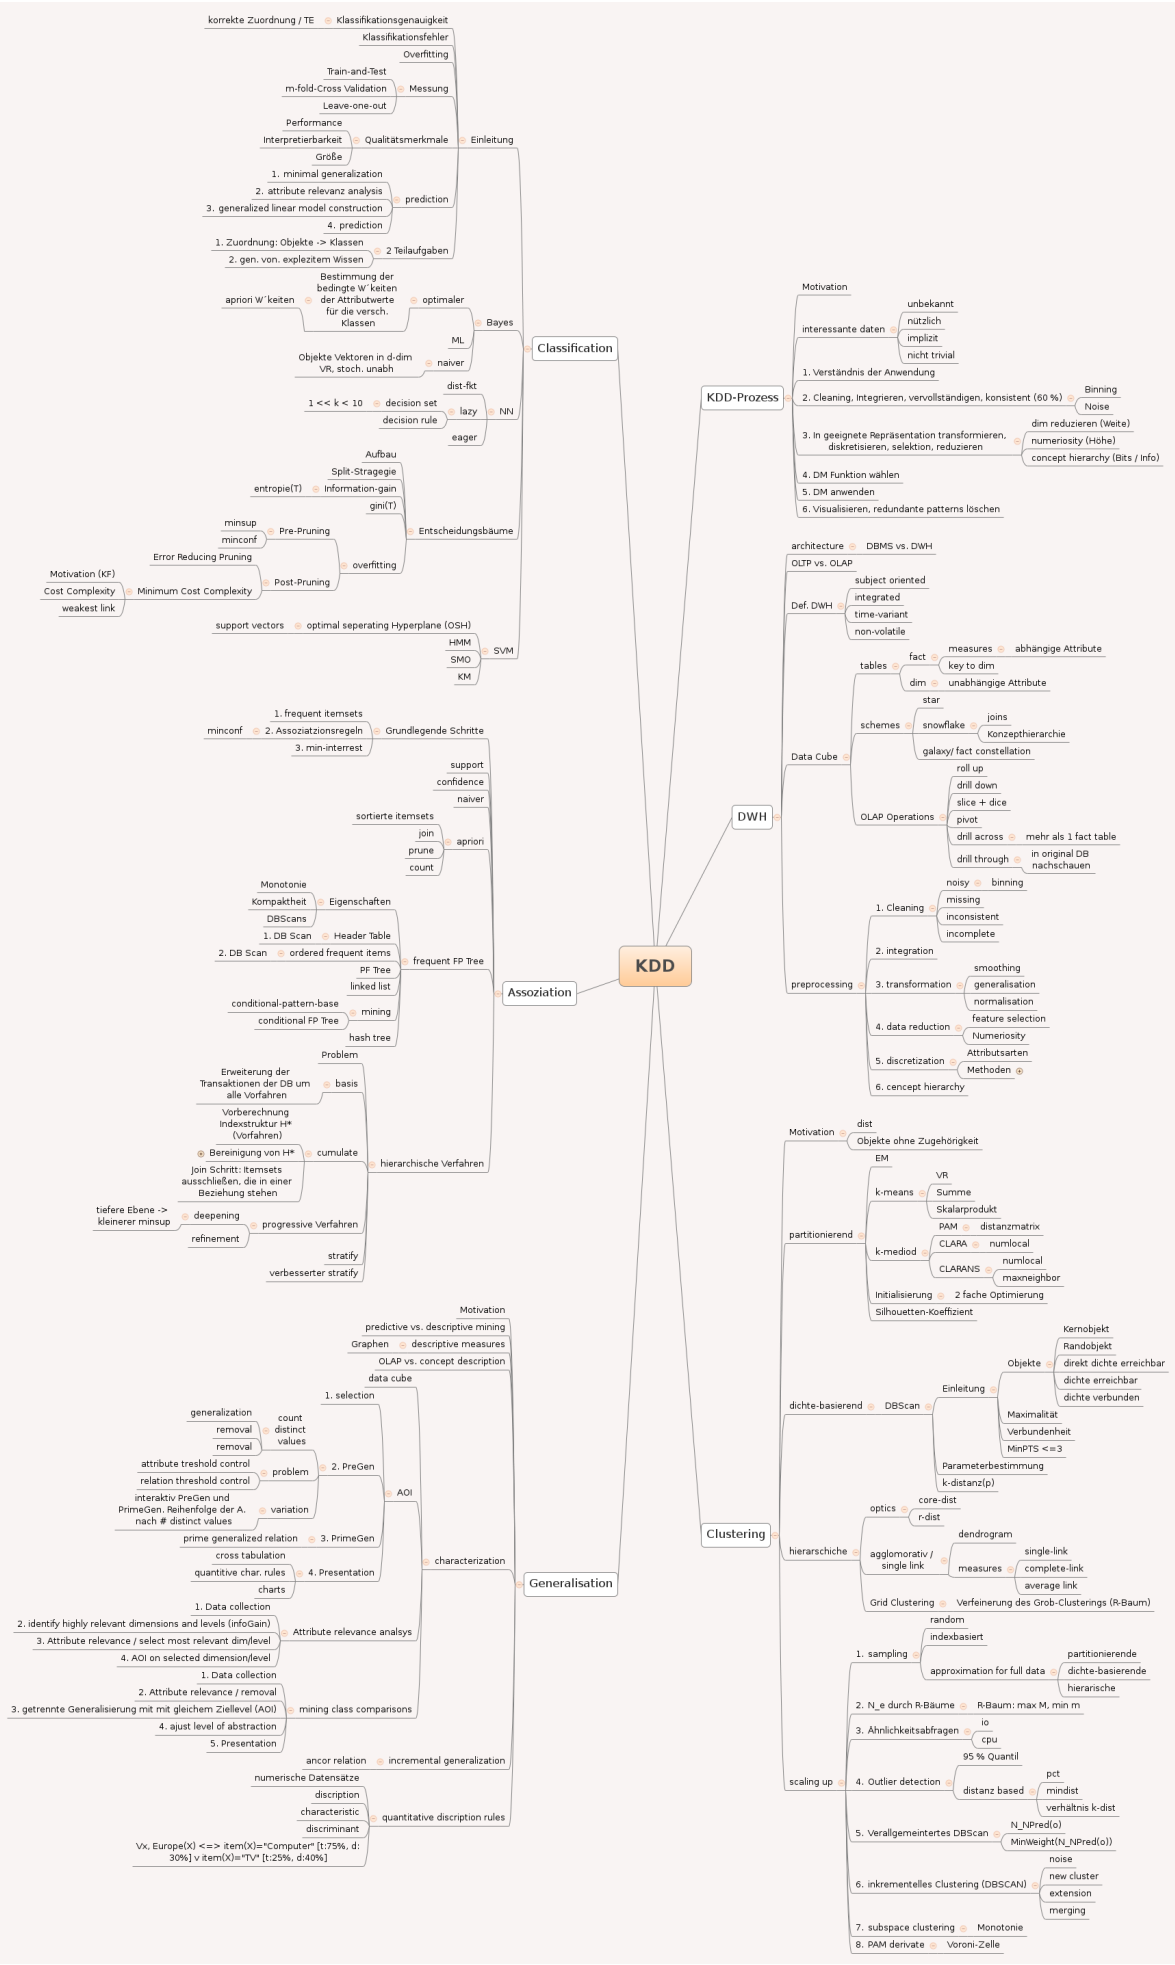 KDD
Classification
Einleitung
Klassifikationsgenauigkeit
korrekte Zuordnung / TE
Klassifikationsfehler
Overfitting
Messung
Train-and-Test
m-fold-Cross Validation
Leave-one-out
Qualitätsmerkmale
Performance
Interpretierbarkeit
Größe
prediction
1. minimal generalization
2. attribute relevanz analysis
3. generalized linear model construction
4. prediction
2 Teilaufgaben
1. Zuordnung: Objekte -> Klassen
2. gen. von. explezitem Wissen
Bayes
optimaler
Bestimmung der
bedingte W´keiten
der Attributwerte
für die versch.
Klassen
apriori W´keiten
ML
naiver
Objekte Vektoren in d-dim
VR, stoch. unabh
NN
dist-fkt
lazy
decision set
1 << k < 10
decision rule
eager
Entscheidungsbäume
Aufbau
Split-Stragegie
Information-gain
entropie(T)
gini(T)
overfitting
Pre-Pruning
minsup
minconf
Post-Pruning
Error Reducing Pruning
Minimum Cost Complexity
Motivation (KF)
Cost Complexity
weakest link
SVM
optimal seperating Hyperplane (OSH)
support vectors
HMM
SMO
KM
Assoziation
Grundlegende Schritte
1. frequent itemsets
2. Assoziatzionsregeln
minconf
3. min-interrest
support
confidence
naiver
apriori
sortierte itemsets
join
prune
count
frequent FP Tree
Eigenschaften
Monotonie
Kompaktheit
DBScans
Header Table
1. DB Scan
ordered frequent items
2. DB Scan
PF Tree
linked list
mining
conditional-pattern-base
conditional FP Tree
hash tree
hierarchische Verfahren
Problem
basis
Erweiterung der
Transaktionen der DB um
alle Vorfahren
cumulate
Vorberechnung
Indexstruktur H*
(Vorfahren)
Bereinigung von H*
Join Schritt: Itemsets
ausschließen, die in einer
Beziehung stehen
progressive Verfahren
deepening
tiefere Ebene ->
kleinerer minsup
refinement
stratify
verbesserter stratify
Generalisation
Motivation
predictive vs. descriptive mining
descriptive measures
Graphen
OLAP vs. concept description
characterization
data cube
AOI
1. selection
2. PreGen
count
distinct
values
generalization
removal
removal
problem
attribute treshold control
relation threshold control
variation
interaktiv PreGen und
PrimeGen. Reihenfolge der A.
nach # distinct values
3. PrimeGen
prime generalized relation
4. Presentation
cross tabulation
quantitive char. rules
charts
Attribute relevance analsys
1. Data collection
2. identify highly relevant dimensions and levels (infoGain)
3. Attribute relevance / select most relevant dim/level
4. AOI on selected dimension/level
mining class comparisons
1. Data collection
2. Attribute relevance / removal
3. getrennte Generalisierung mit mit gleichem Ziellevel (AOI)
4. ajust level of abstraction
5. Presentation
incremental generalization
ancor relation
quantitative discription rules
numerische Datensätze
discription
characteristic
discriminant
Vx, Europe(X) <=> item(X)="Computer" [t:75%, d:
30%] v item(X)="TV" [t:25%, d:40%]
KDD-Prozess
Motivation
interessante daten
unbekannt
nützlich
implizit
nicht trivial
1. Verständnis der Anwendung
2. Cleaning, Integrieren, vervollständigen, konsistent (60 %)
Binning
Noise
3. In geeignete Repräsentation transformieren,
diskretisieren, selektion, reduzieren
dim reduzieren (Weite)
numeriosity (Höhe)
concept hierarchy (Bits / Info)
4. DM Funktion wählen
5. DM anwenden
6. Visualisieren, redundante patterns löschen
DWH
architecture
DBMS vs. DWH
OLTP vs. OLAP
Def. DWH
subject oriented
integrated
time-variant
non-volatile
Data Cube
tables
fact
measures
abhängige Attribute
key to dim
dim
unabhängige Attribute
schemes
star
snowflake
joins
Konzepthierarchie
galaxy/ fact constellation
OLAP Operations
roll up
drill down
slice + dice
pivot
drill across
mehr als 1 fact table
drill through
in original DB
nachschauen
preprocessing
1. Cleaning
noisy
binning
missing
inconsistent
incomplete
2. integration
3. transformation
smoothing
generalisation
normalisation
4. data reduction
feature selection
Numeriosity
5. discretization
Attributsarten
Methoden
6. cencept hierarchy
Clustering
Motivation
dist
Objekte ohne Zugehörigkeit
partitionierend
EM
k-means
VR
Summe
Skalarprodukt
k-mediod
PAM
distanzmatrix
CLARA
numlocal
CLARANS
numlocal
maxneighbor
Initialisierung
2 fache Optimierung
Silhouetten-Koeffizient
dichte-basierend
DBScan
Einleitung
Objekte
Kernobjekt
Randobjekt
direkt dichte erreichbar
dichte erreichbar
dichte verbunden
Maximalität
Verbundenheit
MinPTS <=3
Parameterbestimmung
k-distanz(p)
hierarschiche
optics
core-dist
r-dist
agglomorativ /
single link
dendrogram
measures
single-link
complete-link
average link
Grid Clustering
Verfeinerung des Grob-Clusterings (R-Baum)
scaling up
1. sampling
random
indexbasiert
approximation for full data
partitionierende
dichte-basierende
hierarische
2. N_e durch R-Bäume
R-Baum: max M, min m
3. Ähnlichkeitsabfragen
io
cpu
4. Outlier detection
95 % Quantil
distanz based
pct
mindist
verhältnis k-dist
5. Verallgemeintertes DBScan
N_NPred(o)
MinWeight(N_NPred(o))
6. inkrementelles Clustering (DBSCAN)
noise
new cluster
extension
merging
7. subspace clustering
Monotonie
8. PAM derivate
Voroni-Zelle